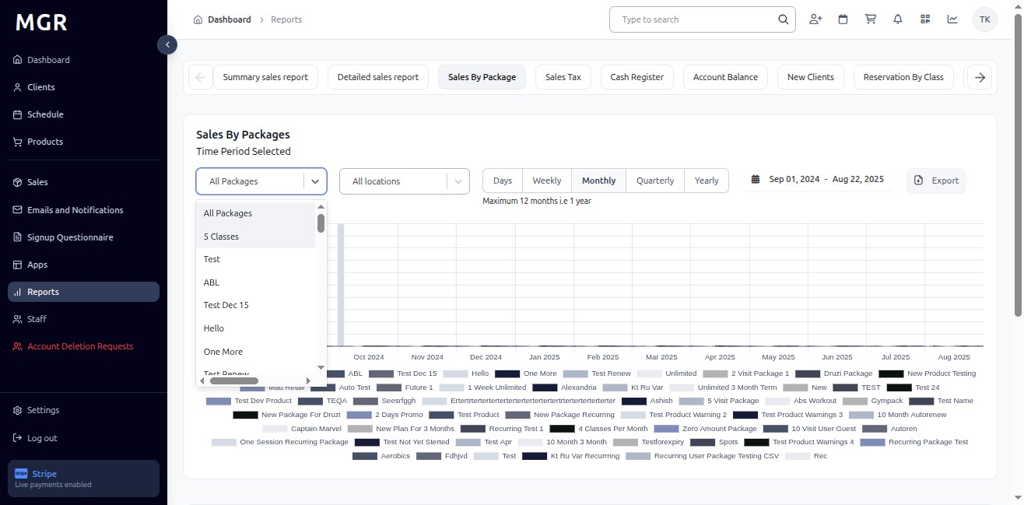 MGR
Dashboard
Clients
Schedule
Products
Sales
Emails and Notifications
Signup Questionnaire
Apps
Reports
Staff
Account Deletion Requests
Settings
Log out
Stripe
Live payments enabled
Dashboard > Reports
Type to search
TK
Summary sales report
Detailed sales report
Sales By Package
Sales Tax
Cash Register
Account Balance
New Clients
Reservation By Class
Sales By Packages
Time Period Selected
All Packages
All locations
Days Weekly Monthly Quarterly Yearly
Sep 01, 2024 - Aug 22, 2025
Export
Maximum 12 months i.e 1 year
All Packages
5 Classes
Test
ABL
Test Dec 15
Hello
One More
Test Renew
Oct 2024 Nov 2024 Dec 2024 Jan 2025 Feb 2025 Mar 2025 Apr 2025 May 2025 Jun 2025 Jul 2025 Aug 2025
ABL Test Dec 15 Hello One More Test Renew Unlimited 2 Visit Package 1 Druzi Package New Product Testing
Auto Test Future 1 1 Week Unlimited Alexandria Kt Ru Var Unlimited 3 Month Term New TEST Test 24
Test Dev Product TEQA Seesrfggh Ashish 5 Visit Package Abs Workout Gympack Test Name
New Package For Druzi 2 Days Promo Test Product New Package Recurring Test Product Warning 2 Test Product Warnings 3 10 Month Autorenew
Captain Marvel New Plan For 3 Months Recurring Test 1 4 Classes Per Month Zero Amount Package 10 Visit User Guest Autoren
One Session Recurring Package Test Not Yet Started Test Apr 10 Month 3 Month Testforexpiry Spots Test Product Warnings 4 Recurring Package Test
Aerobics Fdhjvd Test Kt Ru Var Recurring Recurring User Package Testing CSV Rec